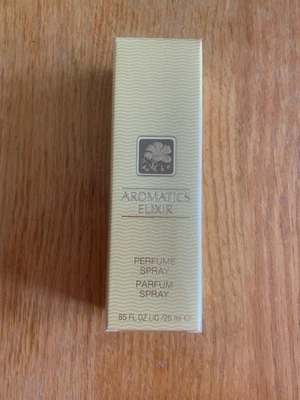 AROMATICS
ELIXIR
PERFUME
SPRAY
PARFUM
SPRAY
.85 FL OZ LIQ / 25 ml ℮